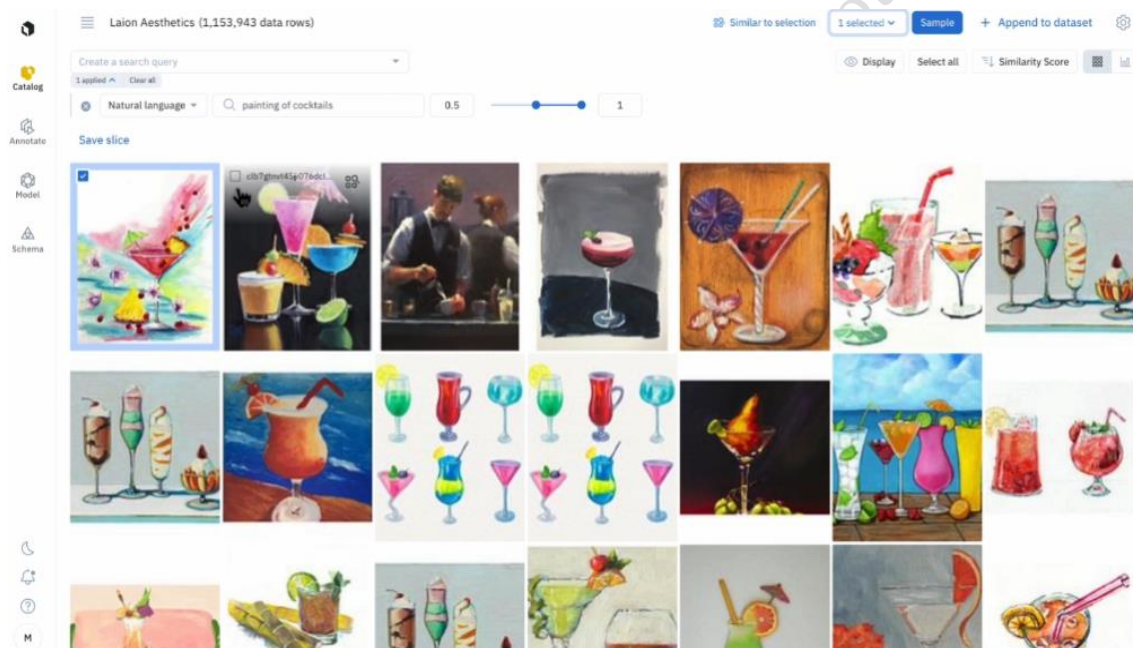 Laion Aesthetics (1,153,943 data rows)
Similar to selection
1 selected
Sample
+ Append to dataset
Create a search query
Display
Select all
Similarity Score
1 applied
Clear all
Catalog
Natural language
painting of cocktails
0.5
1
Annotate
Save slice
Model
Schema
M